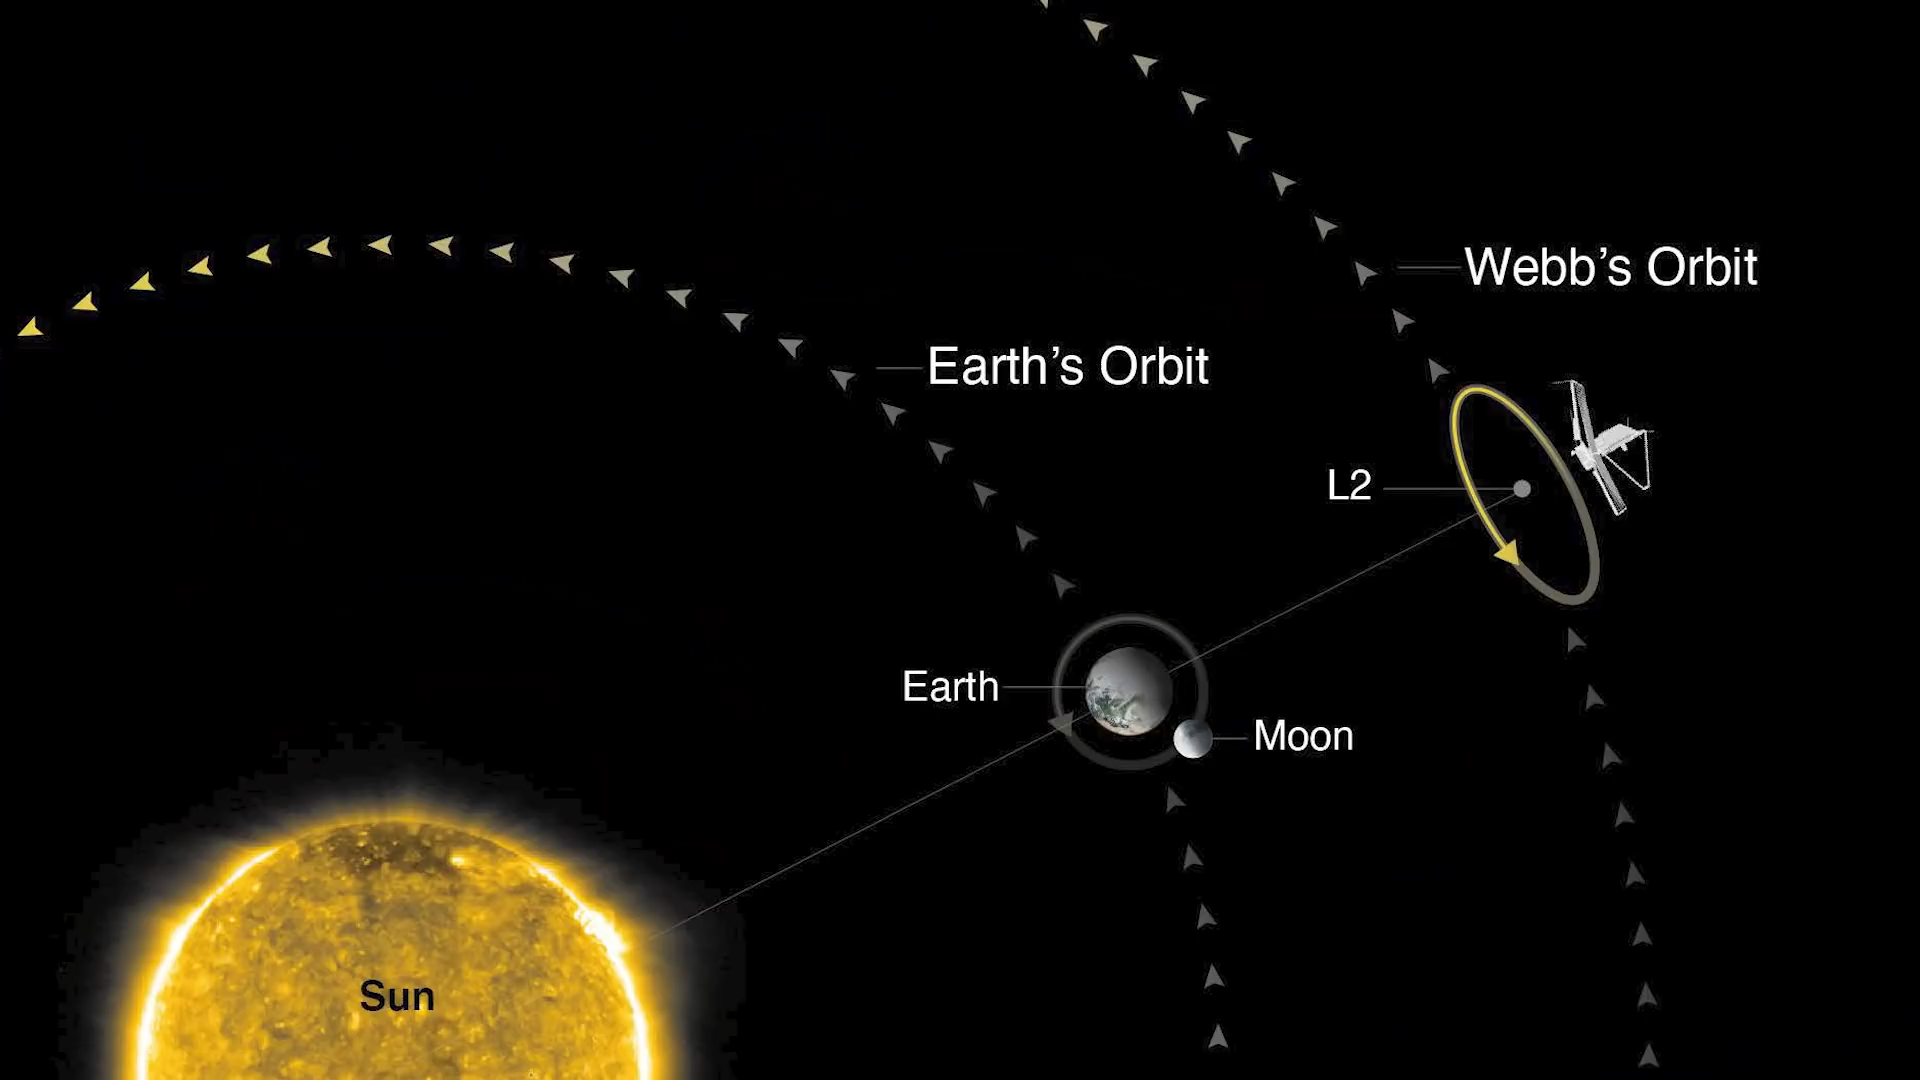 Webb’s Orbit
Earth’s Orbit
L2
Earth
Moon
Sun